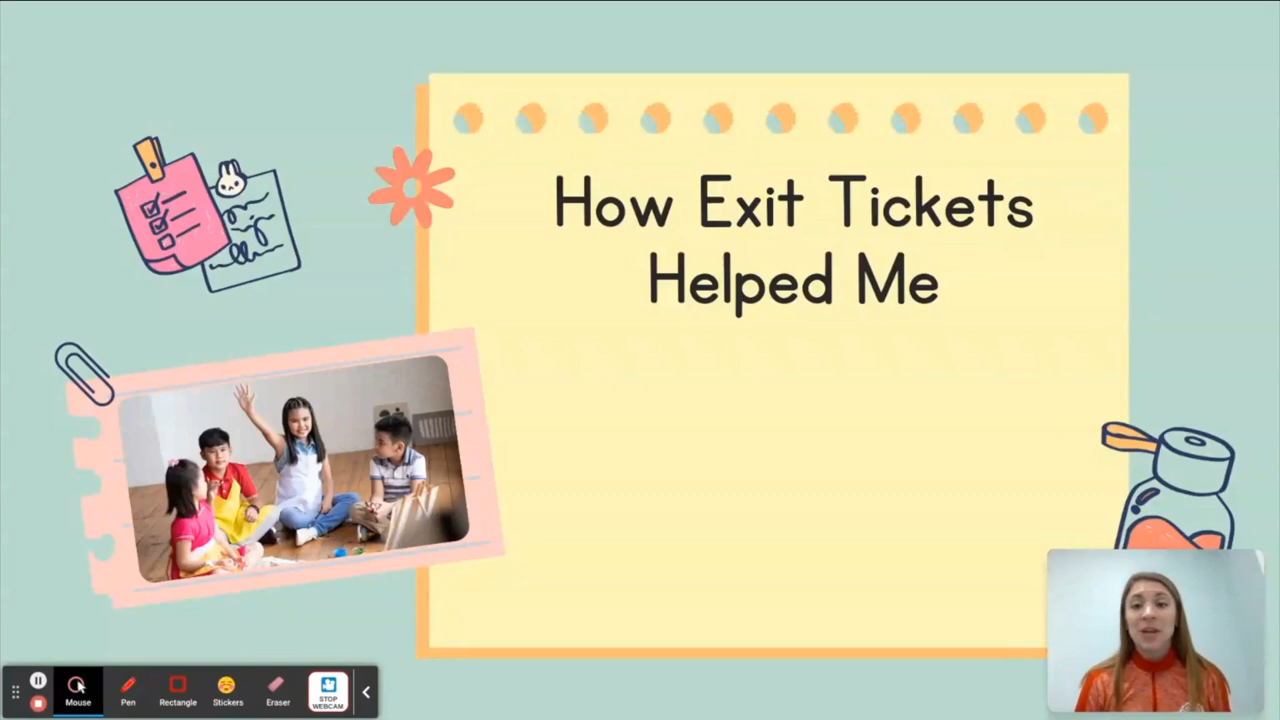 How Exit Tickets
Helped Me
Mouse
Pen
Rectangle
Stickers
Eraser
STOP
WEBCAM